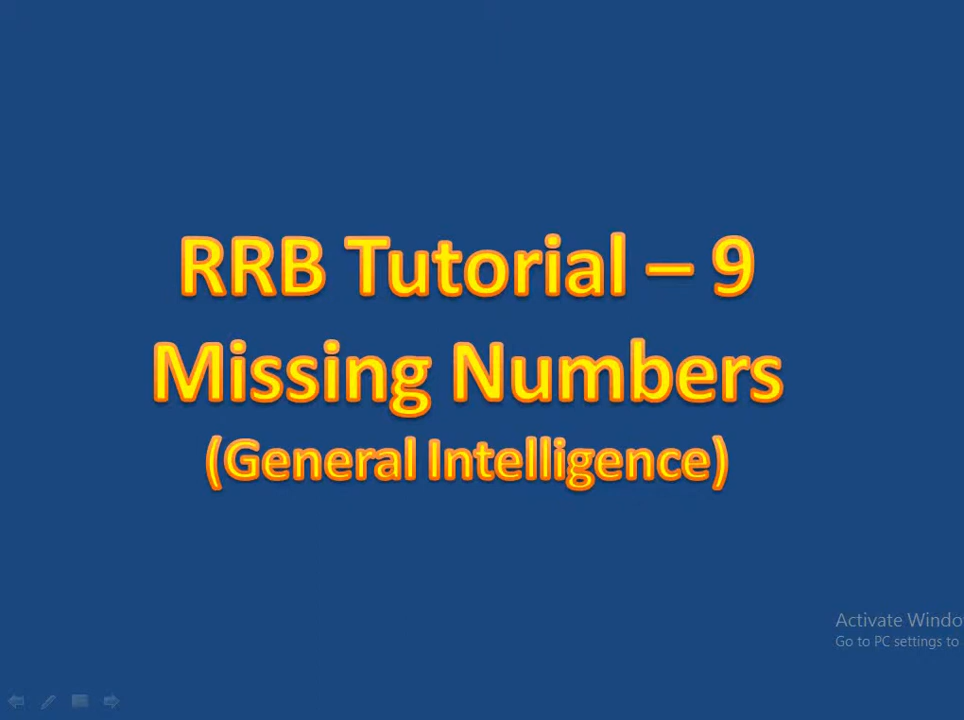 RRB Tutorial – 9
Missing Numbers
(General Intelligence)
Activate Windo
Go to PC settings to